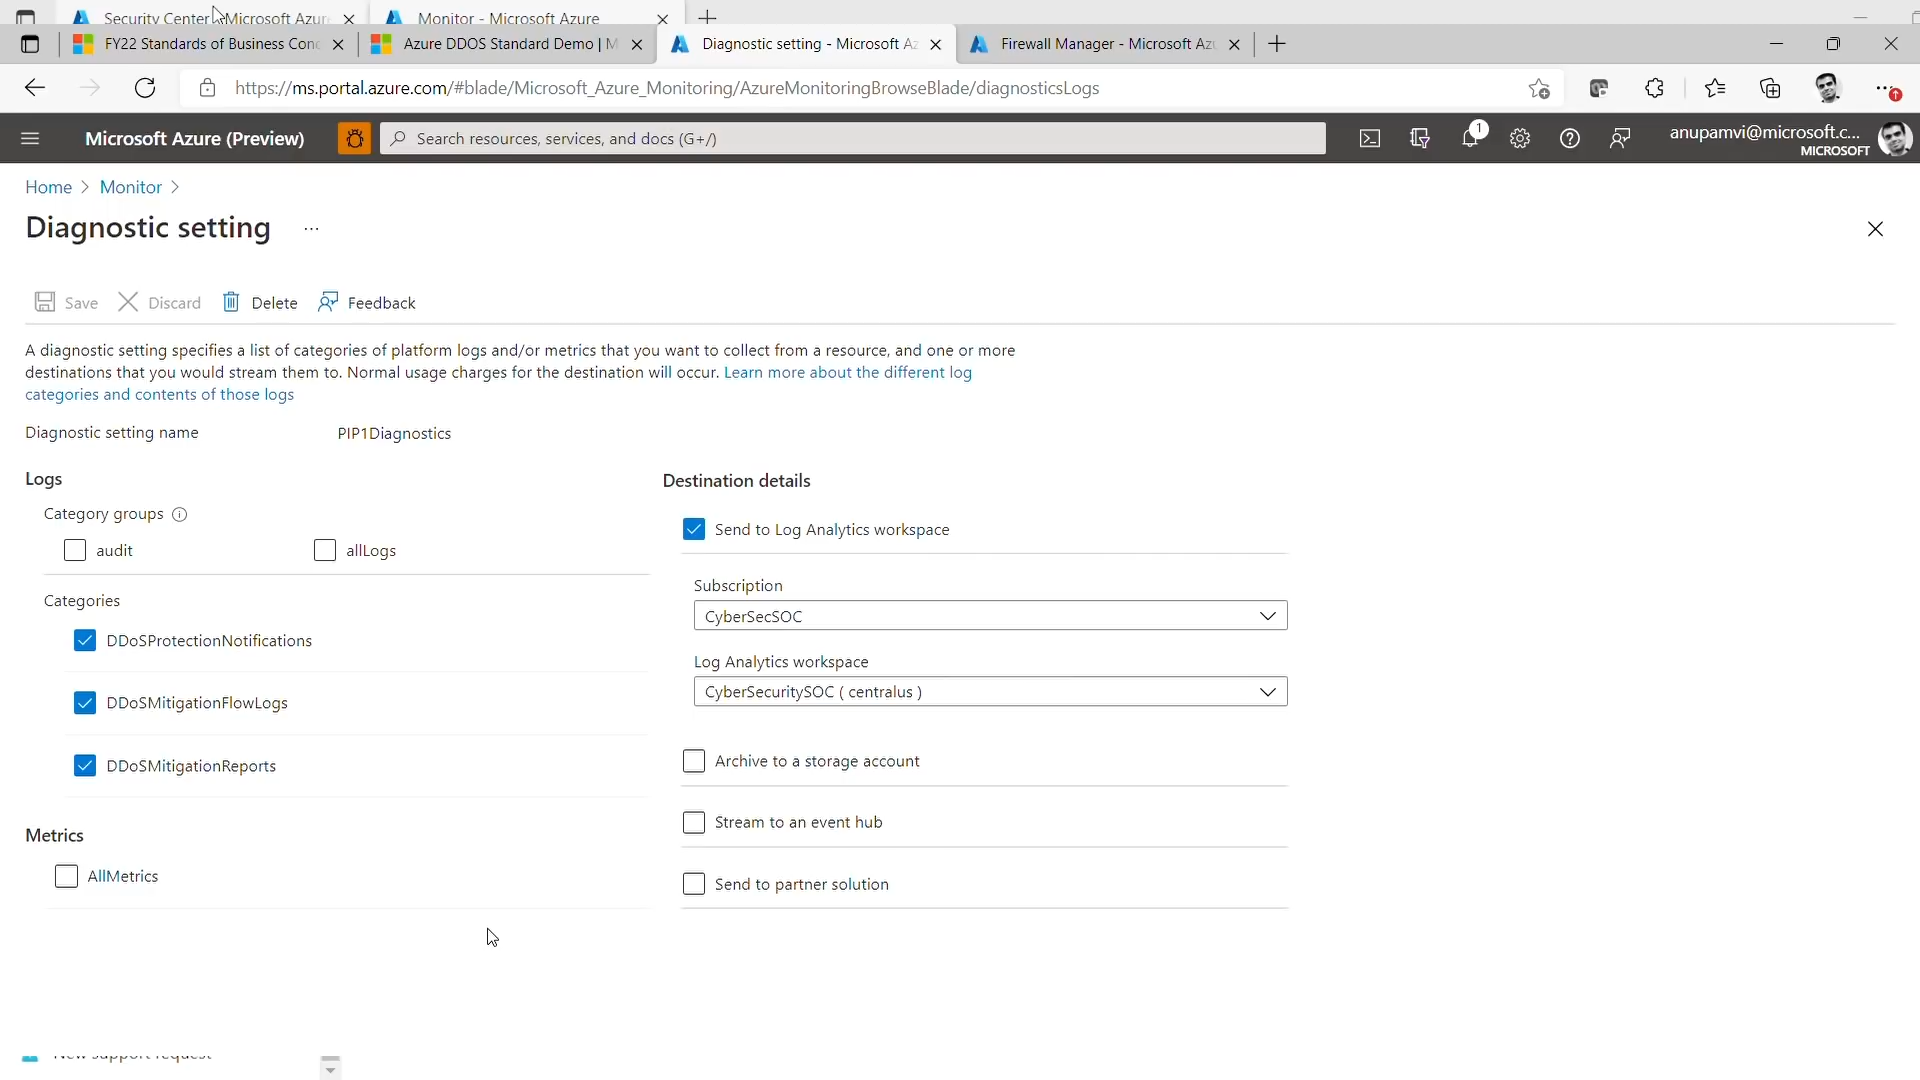 Security Center - Microsoft Azur
Monitor - Microsoft Azure
FY22 Standards of Business Conc
Azure DDOS Standard Demo | M
Diagnostic setting - Microsoft Az
Firewall Manager - Microsoft Azu
https://ms.portal.azure.com/#blade/Microsoft_Azure_Monitoring/AzureMonitoringBrowseBlade/diagnosticsLogs
Microsoft Azure (Preview)
Search resources, services, and docs (G+/)
1
anupamvi@microsoft.c...
MICROSOFT
Home > Monitor >
Diagnostic setting ...
Save
Discard
Delete
Feedback
A diagnostic setting specifies a list of categories of platform logs and/or metrics that you want to collect from a resource, and one or more
destinations that you would stream them to. Normal usage charges for the destination will occur. Learn more about the different log
categories and contents of those logs
Diagnostic setting name
PIP1Diagnostics
Logs
Category groups
audit
allLogs
Categories
DDoSProtectionNotifications
DDoSMitigationFlowLogs
DDoSMitigationReports
Metrics
AllMetrics
Destination details
Send to Log Analytics workspace
Subscription
CyberSecSOC
Log Analytics workspace
CyberSecuritySOC ( centralus )
Archive to a storage account
Stream to an event hub
Send to partner solution
New support request